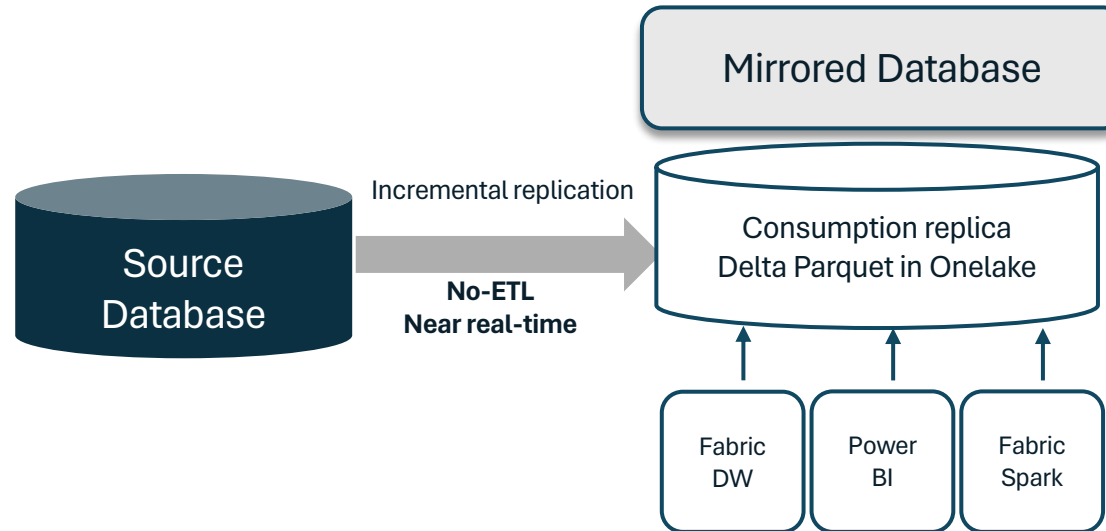 Mirrored Database
Source
Database
Incremental replication
No-ETL
Near real-time
Consumption replica
Delta Parquet in Onelake
Fabric
DW
Power
BI
Fabric
Spark